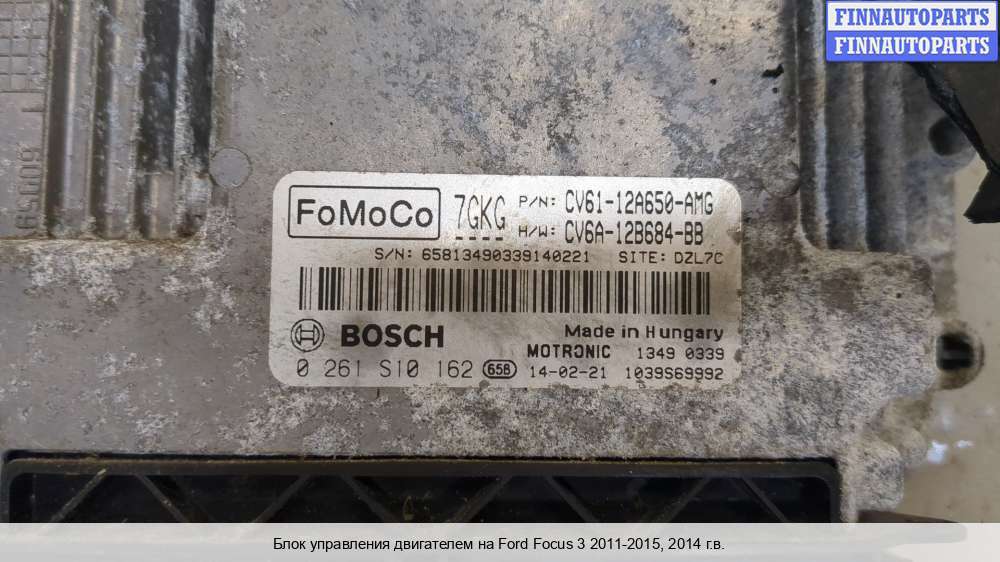 FINNAUTOPARTS
FINNAUTOPARTS
FoMoCo 7GKG P/N: CV61-12A650-AMG
H/W: CV6A-12B684-BB
S/N: 65813490339140221 SITE: DZL7C
BOSCH Made in Hungary
MOTRONIC 1349 0339
0 261 S10 162 658 14-02-21 1039S69992
Блок управления двигателем на Ford Focus 3 2011-2015, 2014 г.в.